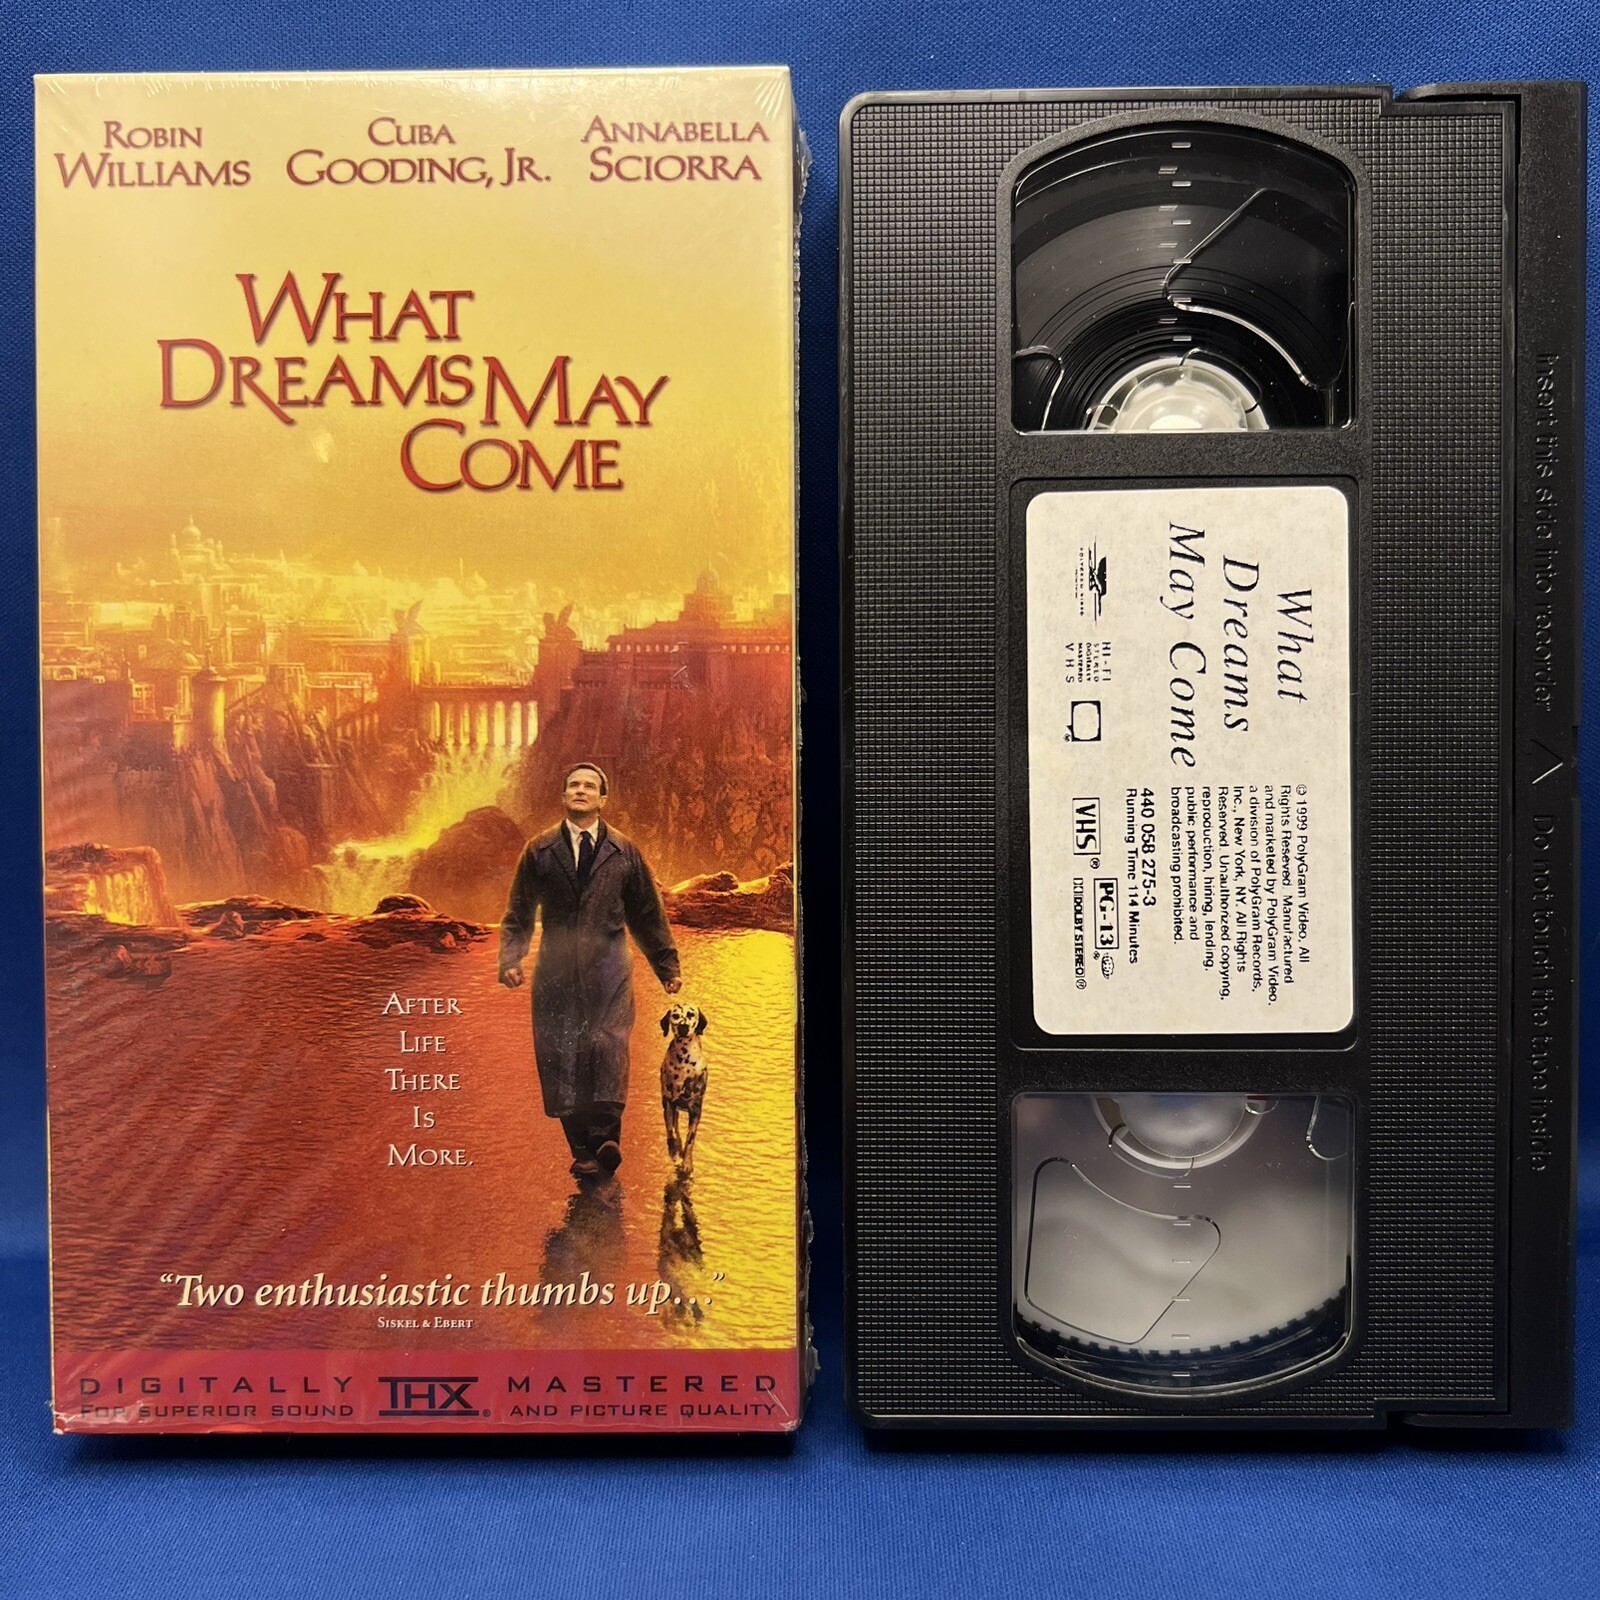 ROBIN WILLIAMS
CUBA GOODING, JR.
ANNABELLA SCIORRA
WHAT
DREAMS MAY
COME
AFTER
LIFE
THERE
IS
MORE.
"Two enthusiastic thumbs up..."
SISKEL & EBERT
DIGITALLY THX® MASTERED
FOR SUPERIOR SOUND AND PICTURE QUALITY
What
Dreams
May Come
HI-FI
STEREO
DIGITALLY
MASTERED
VHS
© 1999 PolyGram Video. All
Rights Reseved. Manufactured
and marketed by PolyGram Video.
a division of PolyGram Records,
Inc., New York, NY. All Rights
Reserved. Unauthorized copying,
reproduction, hiring, lending,
public performance and
broadcasting prohibited.
440 058 275-3
Running Time 114 Minutes
VHS® PG-13®
DOLBY STEREO®
Insert this side into recorder △ Do not touch the tape inside